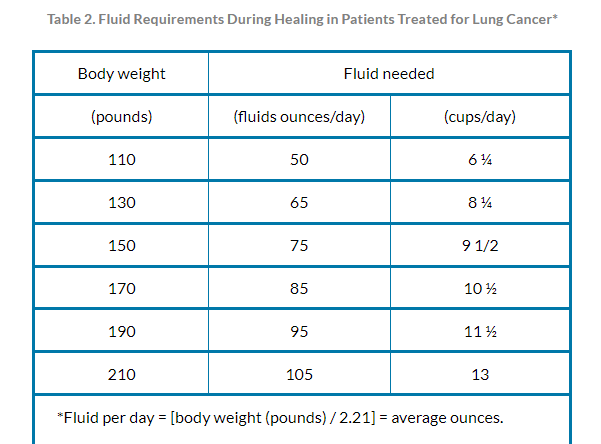 Table 2. Fluid Requirements During Healing in Patients Treated for Lung Cancer*
Body weight Fluid needed
(pounds) (fluids ounces/day) (cups/day)
110 50 6 ¼
130 65 8 ¼
150 75 9 1/2
170 85 10 ½
190 95 11 ½
210 105 13
*Fluid per day = [body weight (pounds) / 2.21] = average ounces.